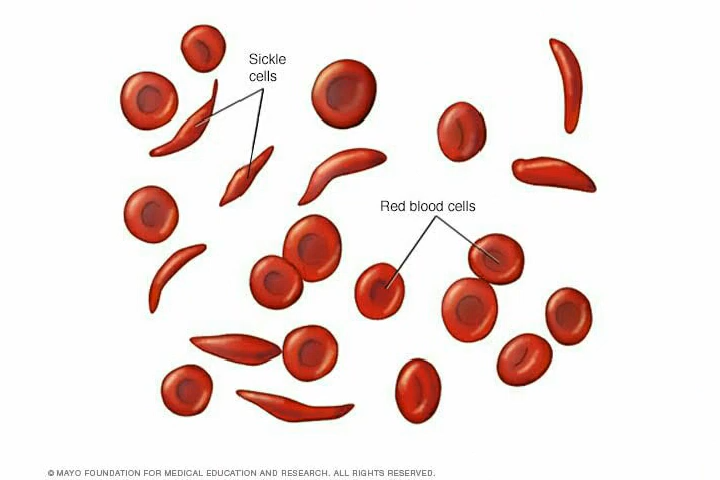 Sickle
cells
Red blood cells
© MAYO FOUNDATION FOR MEDICAL EDUCATION AND RESEARCH. ALL RIGHTS RESERVED.